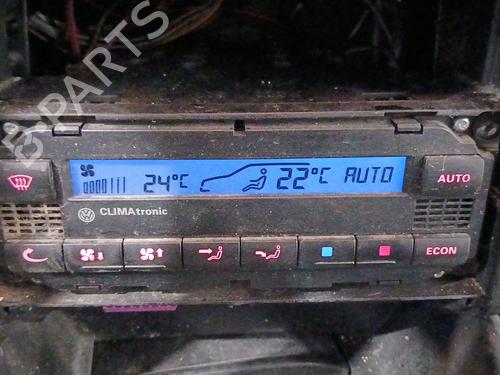 B-PARTS
24°C 22°C AUTO
AUTO
CLIMAtronic
ECON